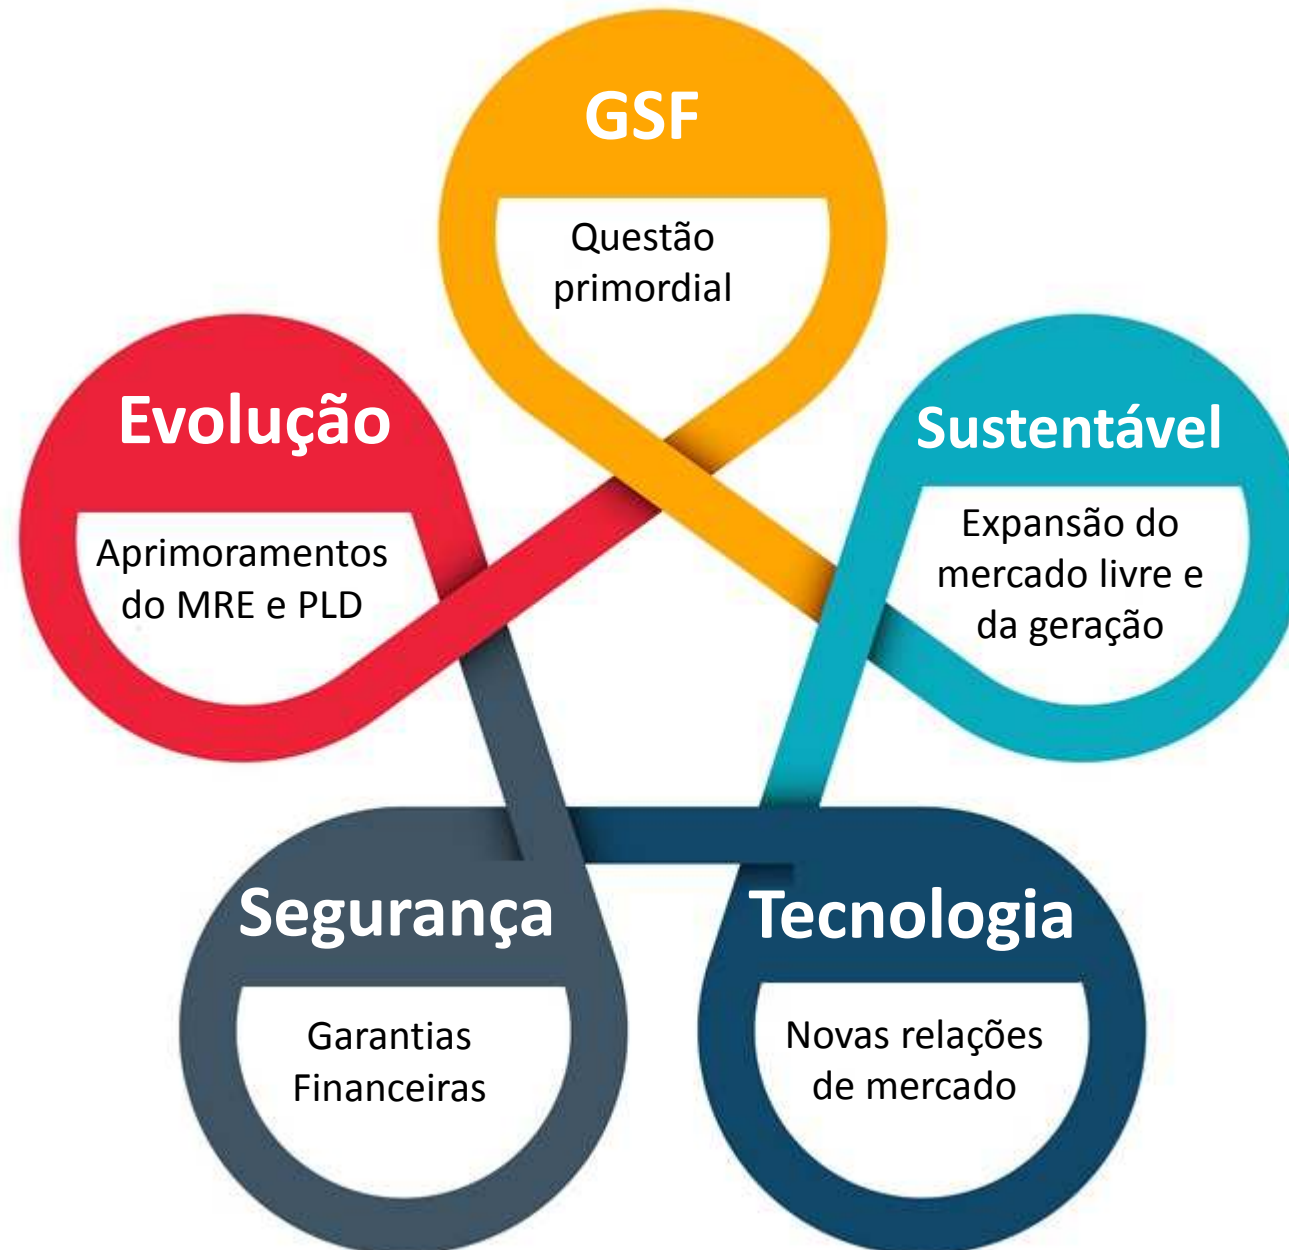 GSF
Questão
primordial
Evolução
Aprimoramentos
do MRE e PLD
Sustentável
Expansão do
mercado livre e
da geração
Segurança
Garantias
Financeiras
Tecnologia
Novas relações
de mercado